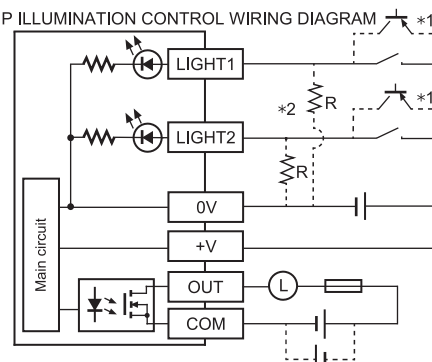 P ILLUMINATION CONTROL WIRING DIAGRAM
*1
LIGHT1
*2
R
*1
LIGHT2
R
0V
+V
Main circuit
OUT
L
COM